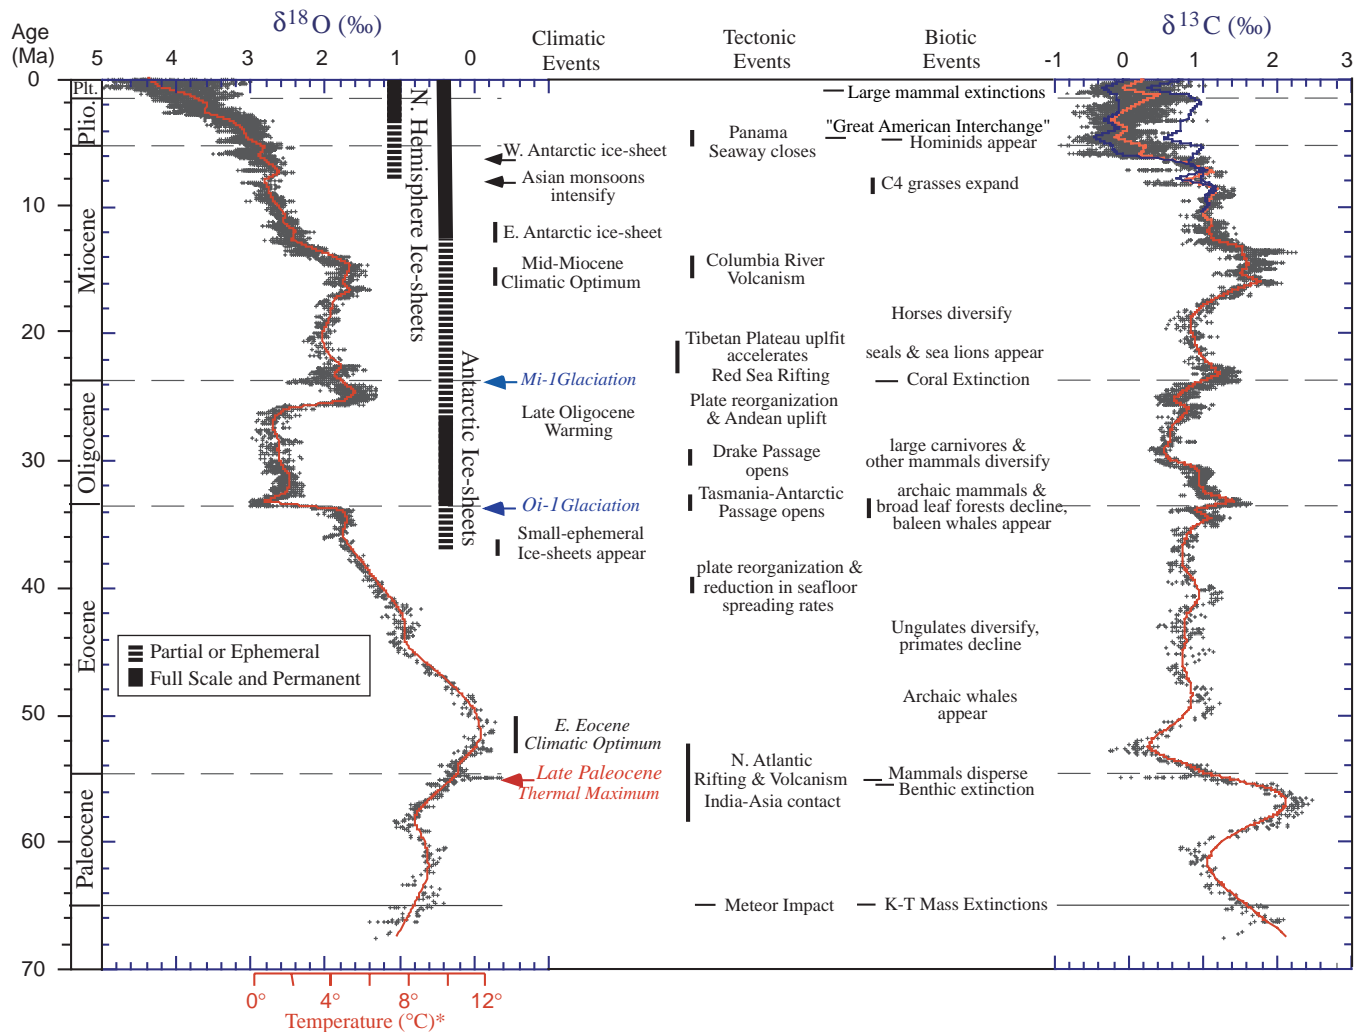 Age
(Ma)
δ18O (‰)
5 4 3 2 1 0
Climatic
Events
Tectonic
Events
Biotic
Events
δ13C (‰)
-1 0 1 2 3
0
10
20
30
40
50
60
70
Plt.
Plio.
Miocene
Oligocene
Eocene
Paleocene
N. Hemisphere Ice-sheets
Antarctic Ice-sheets
Partial or Ephemeral
Full Scale and Permanent
W. Antarctic ice-sheet
Asian monsoons
intensify
E. Antarctic ice-sheet
Mid-Miocene
Climatic Optimum
Mi-1Glaciation
Late Oligocene
Warming
Oi-1Glaciation
Small-ephemeral
Ice-sheets appear
E. Eocene
Climatic Optimum
Late Paleocene
Thermal Maximum
Panama
Seaway closes
Columbia River
Volcanism
Tibetan Plateau uplfit
accelerates
Red Sea Rifting
Plate reorganization
& Andean uplift
Drake Passage
opens
Tasmania-Antarctic
Passage opens
plate reorganization &
reduction in seafloor
spreading rates
N. Atlantic
Rifting & Volcanism
India-Asia contact
Meteor Impact
Large mammal extinctions
"Great American Interchange"
Hominids appear
C4 grasses expand
Horses diversify
seals & sea lions appear
Coral Extinction
large carnivores &
other mammals diversify
archaic mammals &
broad leaf forests decline,
baleen whales appear
Ungulates diversify,
primates decline
Archaic whales
appear
Mammals disperse
Benthic extinction
K-T Mass Extinctions
0° 4° 8° 12°
Temperature (°C)*